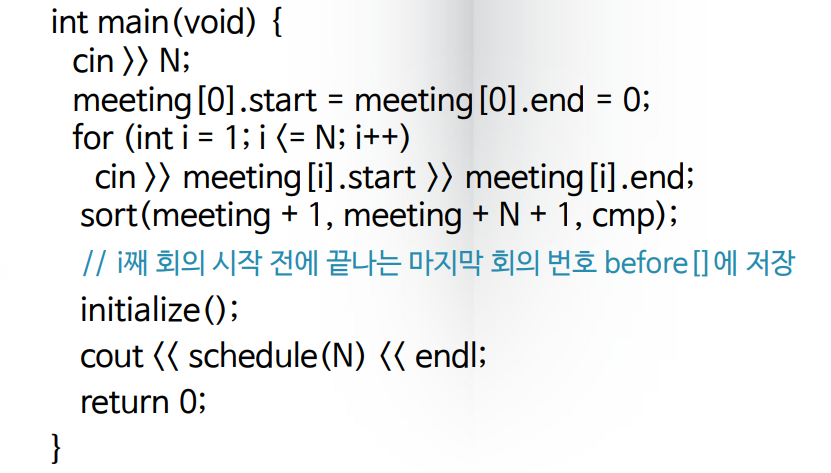 int main(void) {
cin >> N;
meeting[0].start = meeting[0].end = 0;
for (int i = 1; i <= N; i++)
cin >> meeting[i].start >> meeting[i].end;
sort(meeting + 1, meeting + N + 1, cmp);
// i째 회의 시작 전에 끝나는 마지막 회의 번호 before[]에 저장
initialize();
cout << schedule(N) << endl;
return 0;
}